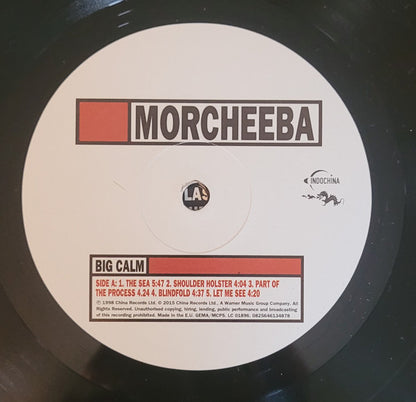 MORCHEEBA
INDOCHINA
LAS
BIG CALM
SIDE A: 1. THE SEA 5:47 2. SHOULDER HOLSTER 4:04 3. PART OF
THE PROCESS 4.24 4. BLINDFOLD 4:37 5. LET ME SEE 4:20
℗ 1998 China Records Ltd. © 2015 China Records Ltd. A Warner Music Group Company. All
Rights Reserved. Unauthorised copying, hiring, lending, public performance and broadcasting
of this recording prohibited. Made in the E.U. GEMA/MCPS. LC 01896. 0825646134878